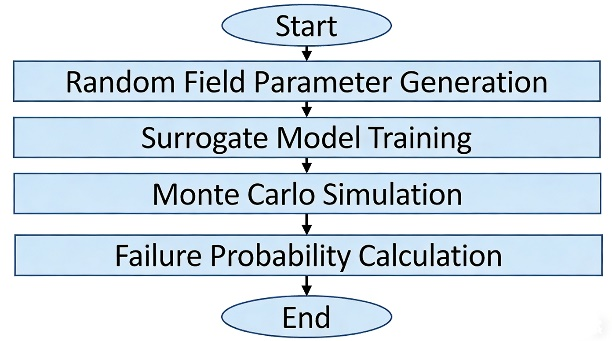 Start
Random Field Parameter Generation
Surrogate Model Training
Monte Carlo Simulation
Failure Probability Calculation
End